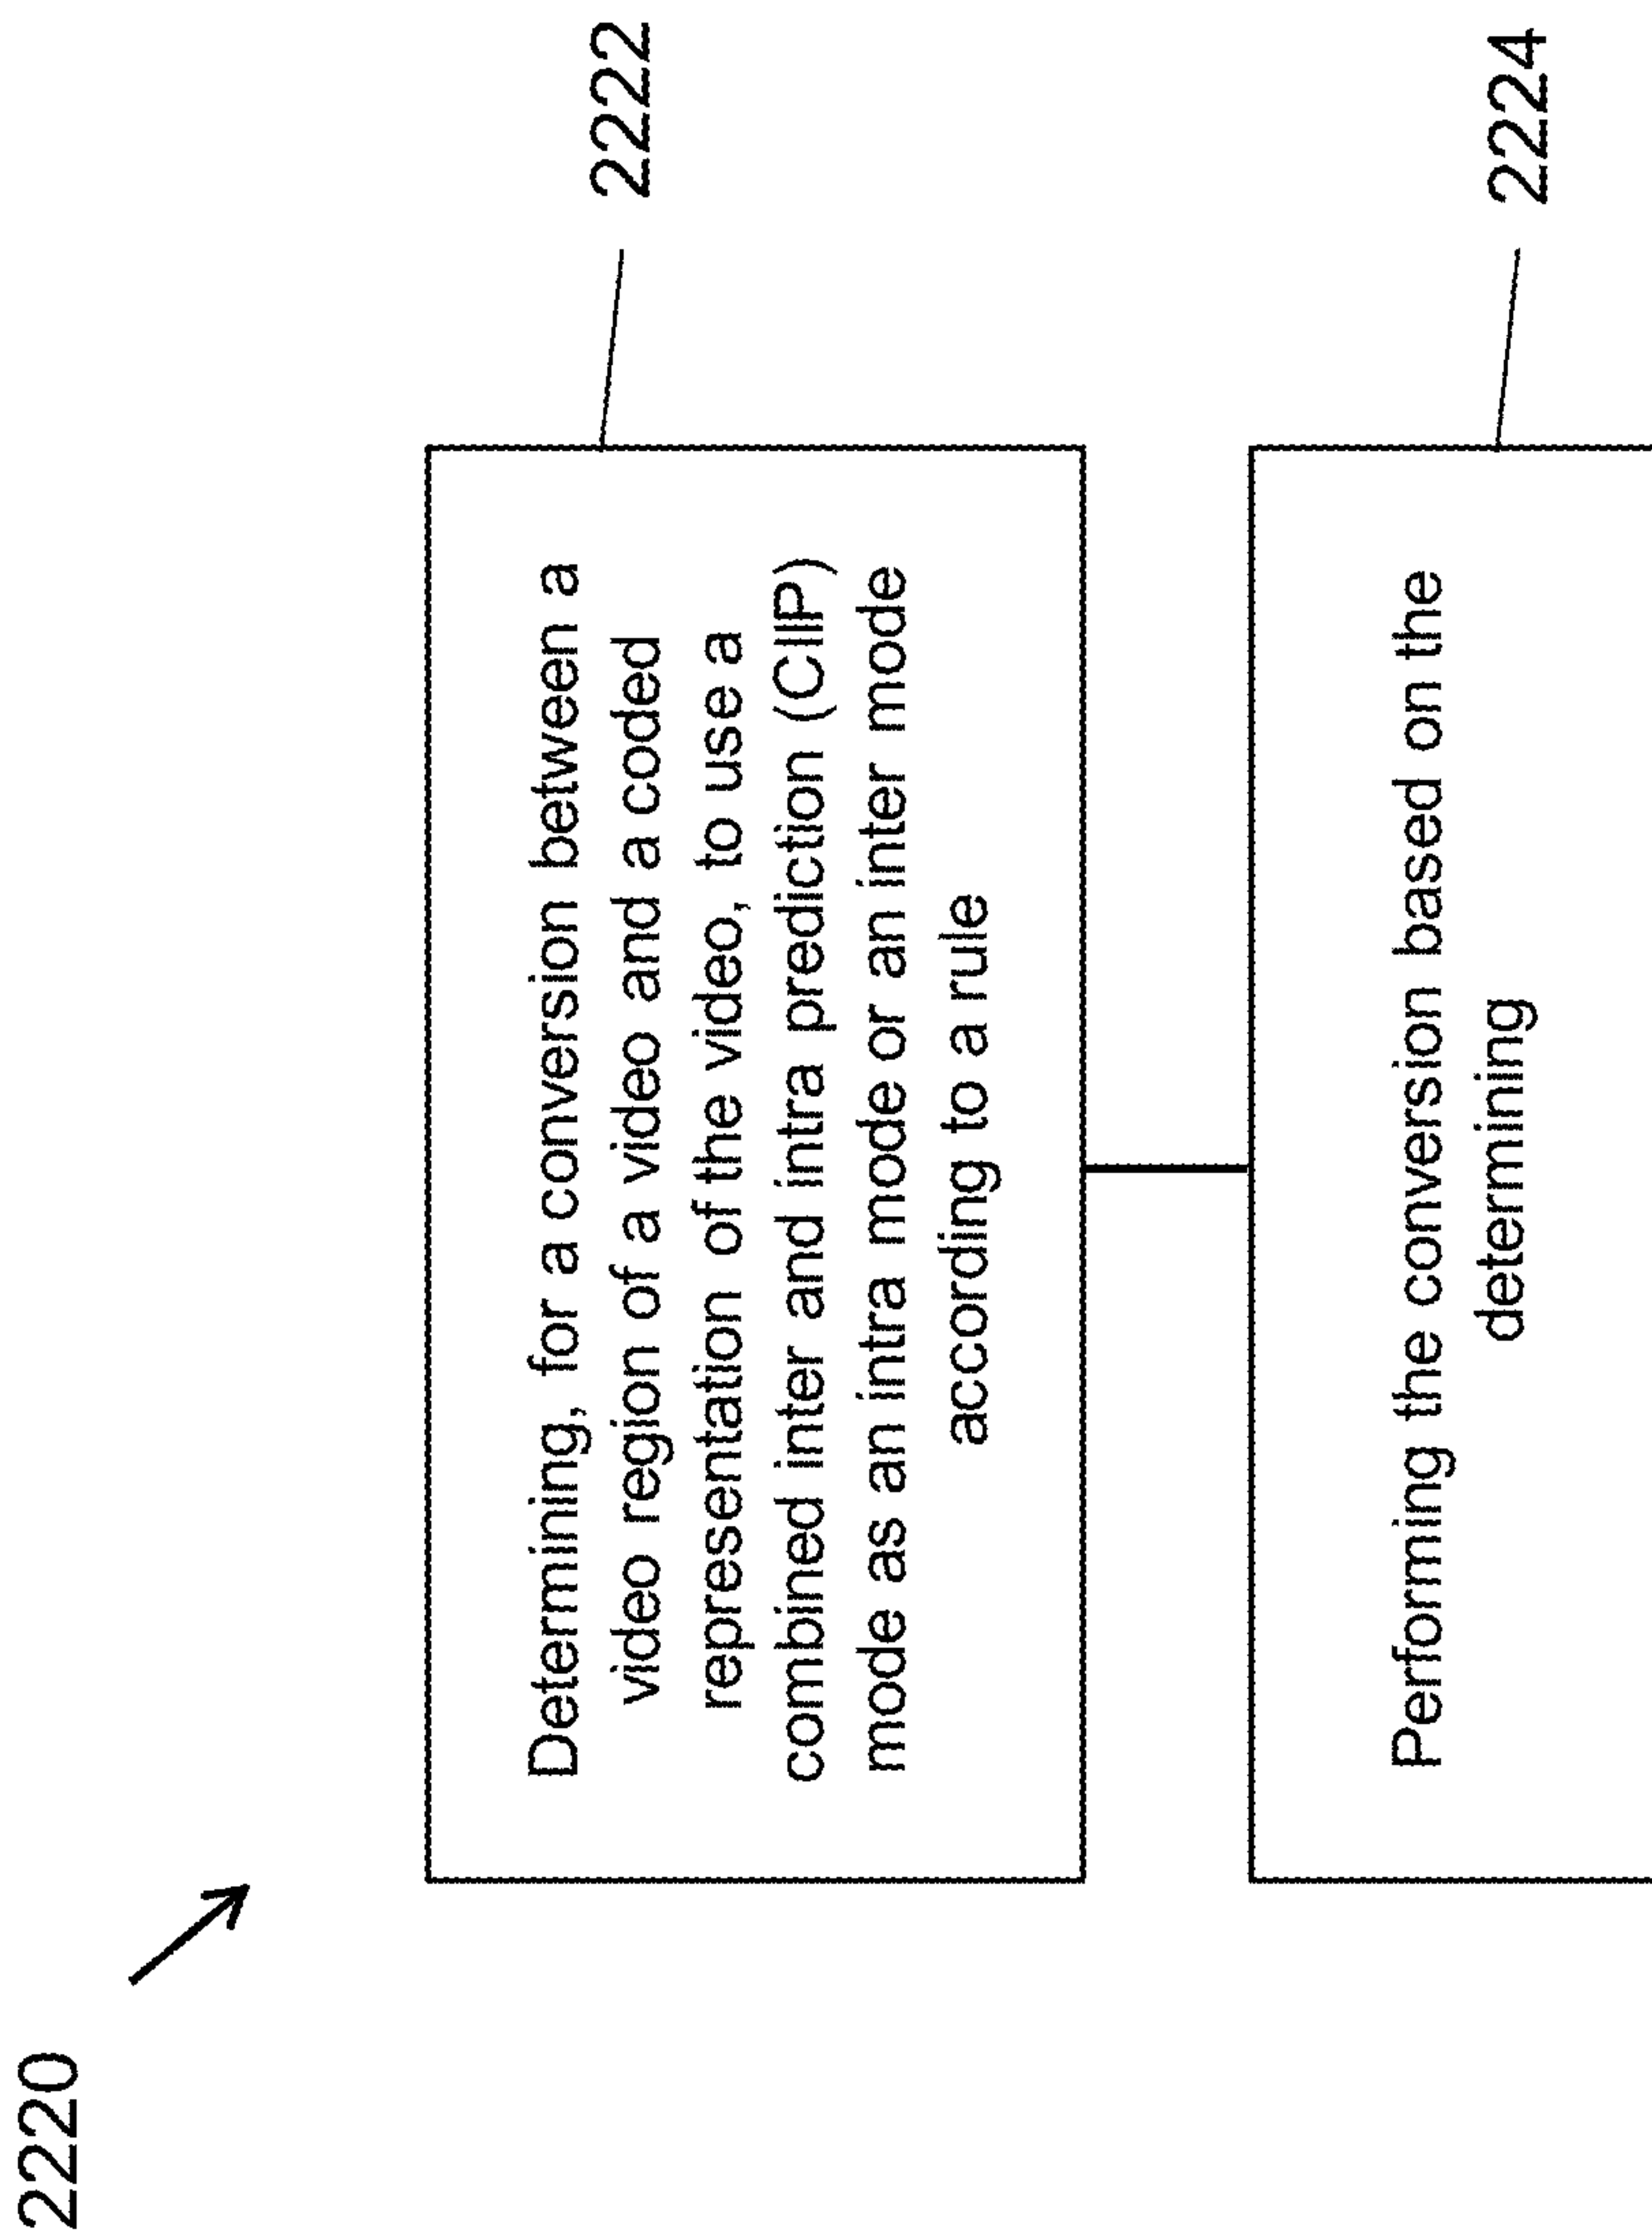 2220
Determining, for a conversion between a
video region of a video and a coded
representation of the video, to use a
combined inter and intra prediction (CIIP)
mode as an intra mode or an inter mode
according to a rule
2222
Performing the conversion based on the
determining
2224